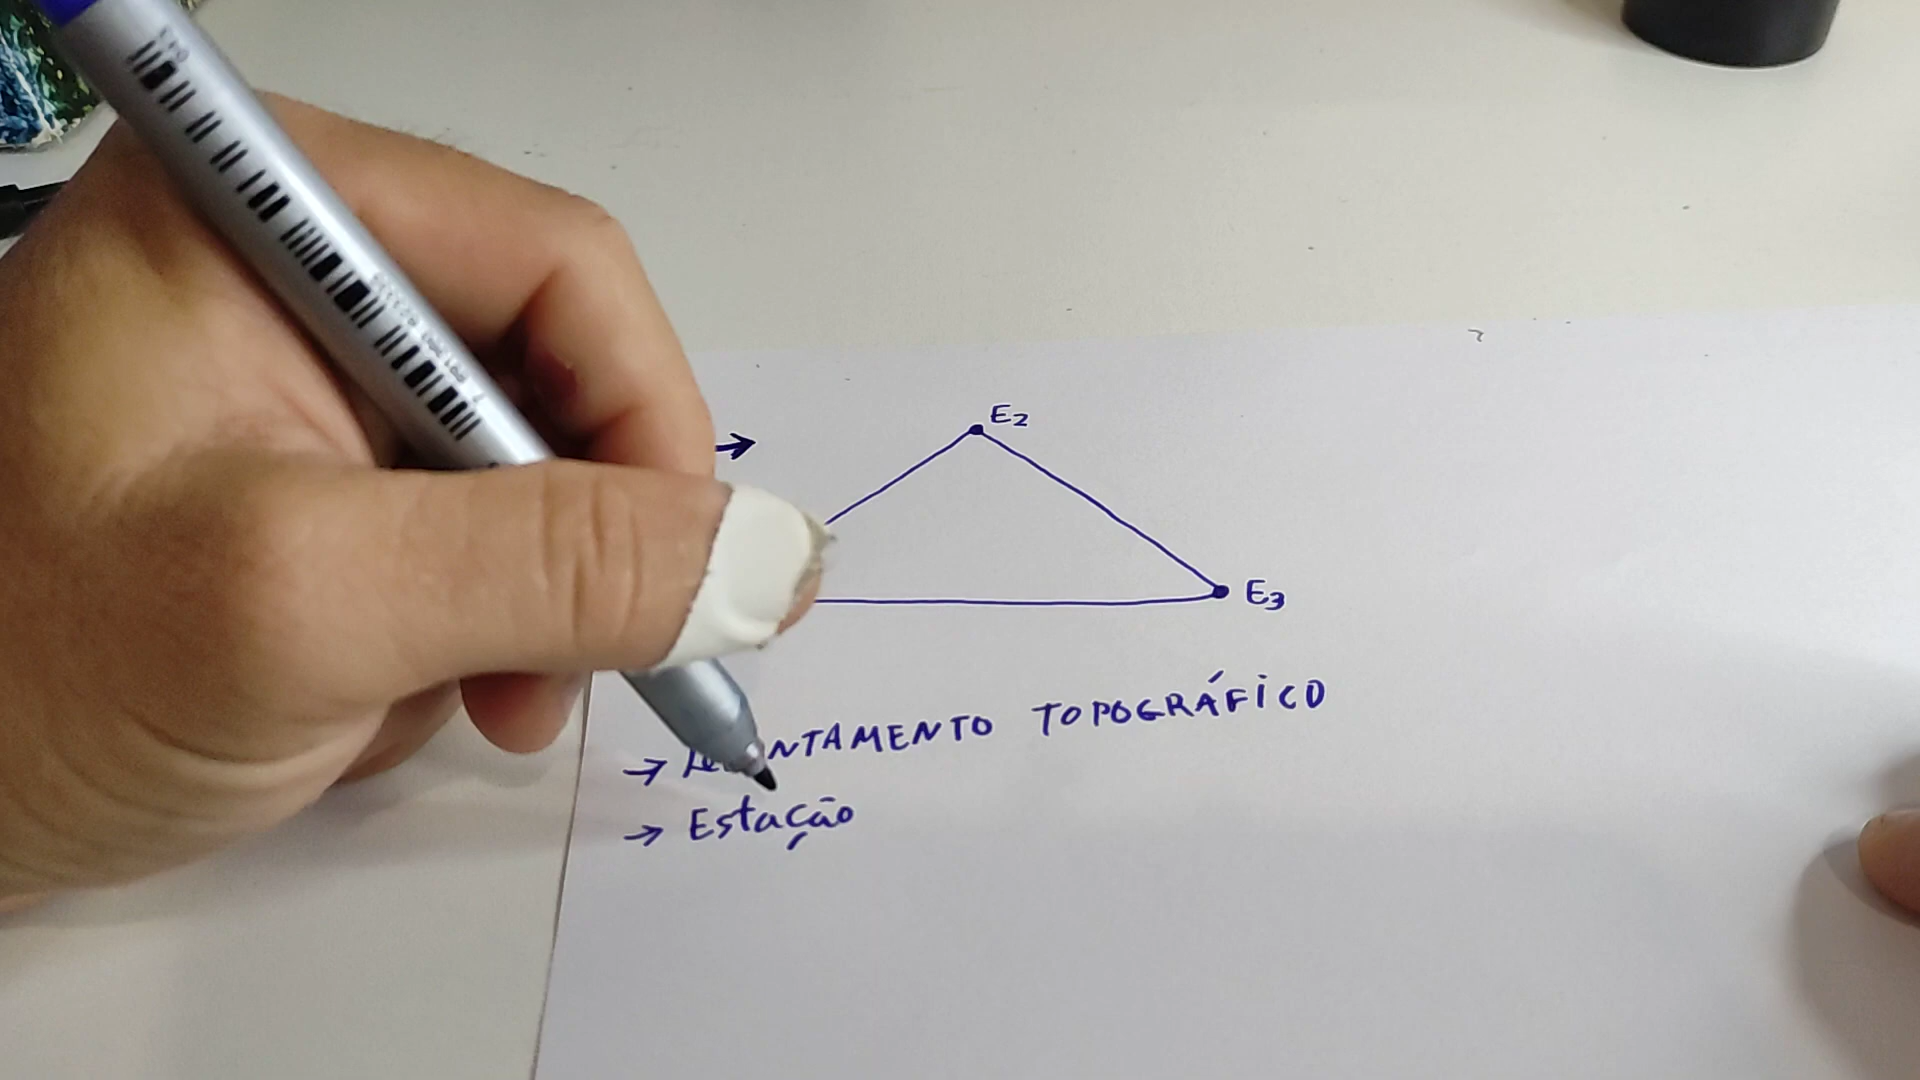 →
E2
E3
→ NTAMENTO TOPOGRÁFICO
→ Estação